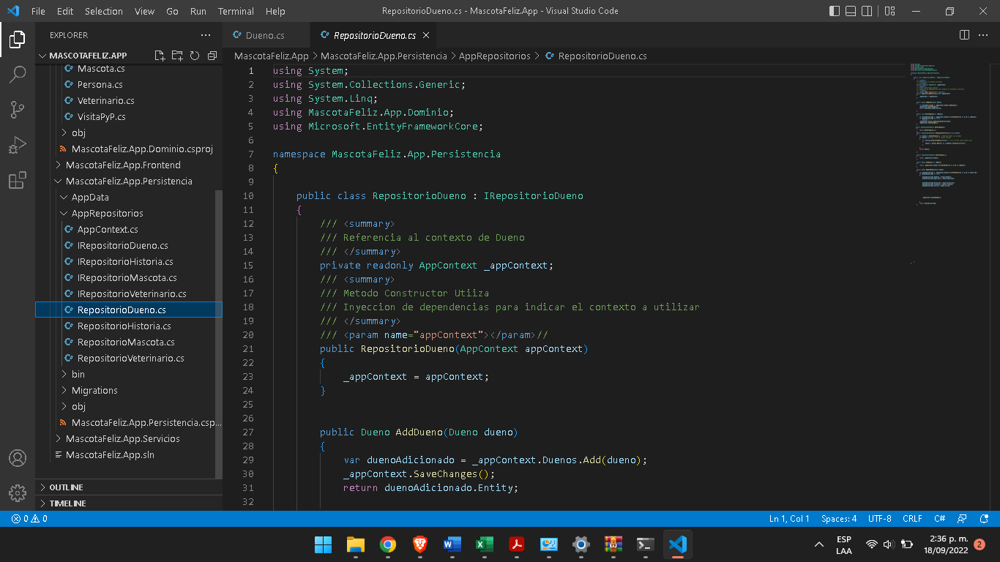 File Edit Selection View Go Run Terminal Help RepositorioDueno.cs - MascotaFeliz.App - Visual Studio Code
EXPLORER
MASCOTAFELIZ.APP
Mascota.cs
Persona.cs
Veterinario.cs
VisitaPyP.cs
obj
MascotaFeliz.App.Dominio.csproj
MascotaFeliz.App.Frontend
MascotaFeliz.App.Persistencia
AppData
AppRepositorios
AppContext.cs
IRepositorioDueno.cs
IRepositorioHistoria.cs
IRepositorioMascota.cs
IRepositorioVeterinario.cs
RepositorioDueno.cs
RepositorioHistoria.cs
RepositorioMascota.cs
RepositorioVeterinario.cs
bin
Migrations
obj
MascotaFeliz.App.Persistencia.csp...
MascotaFeliz.App.Servicios
MascotaFeliz.App.sln
OUTLINE
TIMELINE
Dueno.cs RepositorioDueno.cs
MascotaFeliz.App > MascotaFeliz.App.Persistencia > AppRepositorios > RepositorioDueno.cs
1 using System;
2 using System.Collections.Generic;
3 using System.Linq;
4 using MascotaFeliz.App.Dominio;
5 using Microsoft.EntityFrameworkCore;
6
7 namespace MascotaFeliz.App.Persistencia
8 {
9
10 public class RepositorioDueno : IRepositorioDueno
11 {
12 /// <summary>
13 /// Referencia al contexto de Dueno
14 /// </summary>
15 private readonly AppContext _appContext;
16 /// <summary>
17 /// Metodo Constructor Utiiza
18 /// Inyeccion de dependencias para indicar el contexto a utilizar
19 /// </summary>
20 /// <param name="appContext"></param>//
21 public RepositorioDueno(AppContext appContext)
22 {
23 _appContext = appContext;
24 }
25
26
27 public Dueno AddDueno(Dueno dueno)
28 {
29 var duenoAdicionado = _appContext.Duenos.Add(dueno);
30 _appContext.SaveChanges();
31 return duenoAdicionado.Entity;
32
0 0 Ln 1, Col 1 Spaces: 4 UTF-8 CRLF C#
ESP
LAA
2:36 p. m.
18/09/2022
2